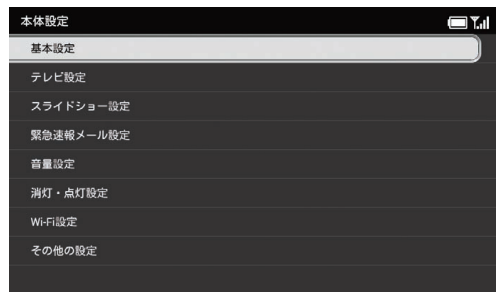 本体設定
基本設定
テレビ設定
スライドショー設定
緊急速報メール設定
音量設定
消灯・点灯設定
Wi-Fi設定
その他の設定